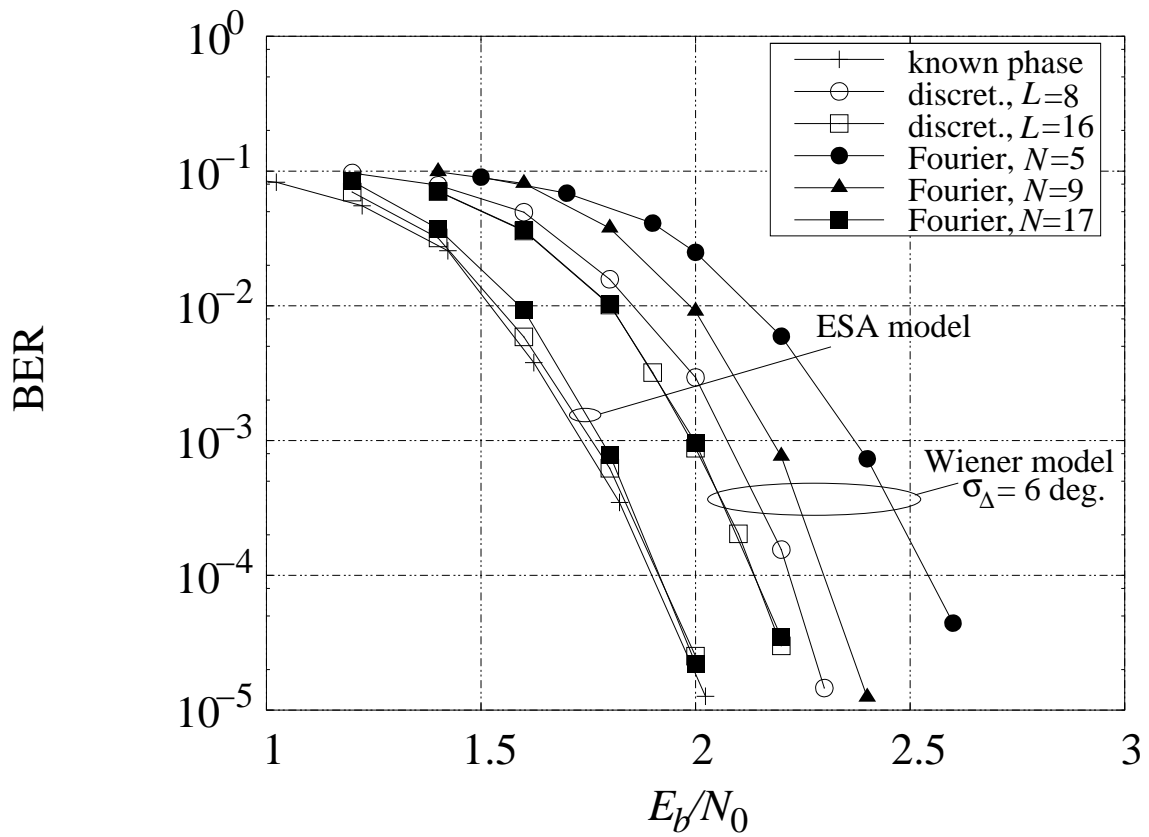 10^0
10^−1
10^−2
10^−3
10^−4
10^−5
BER
known phase
discret., L=8
discret., L=16
Fourier, N=5
Fourier, N=9
Fourier, N=17
ESA model
Wiener model
σ_Δ = 6 deg.
1 1.5 2 2.5 3
E_b/N_0